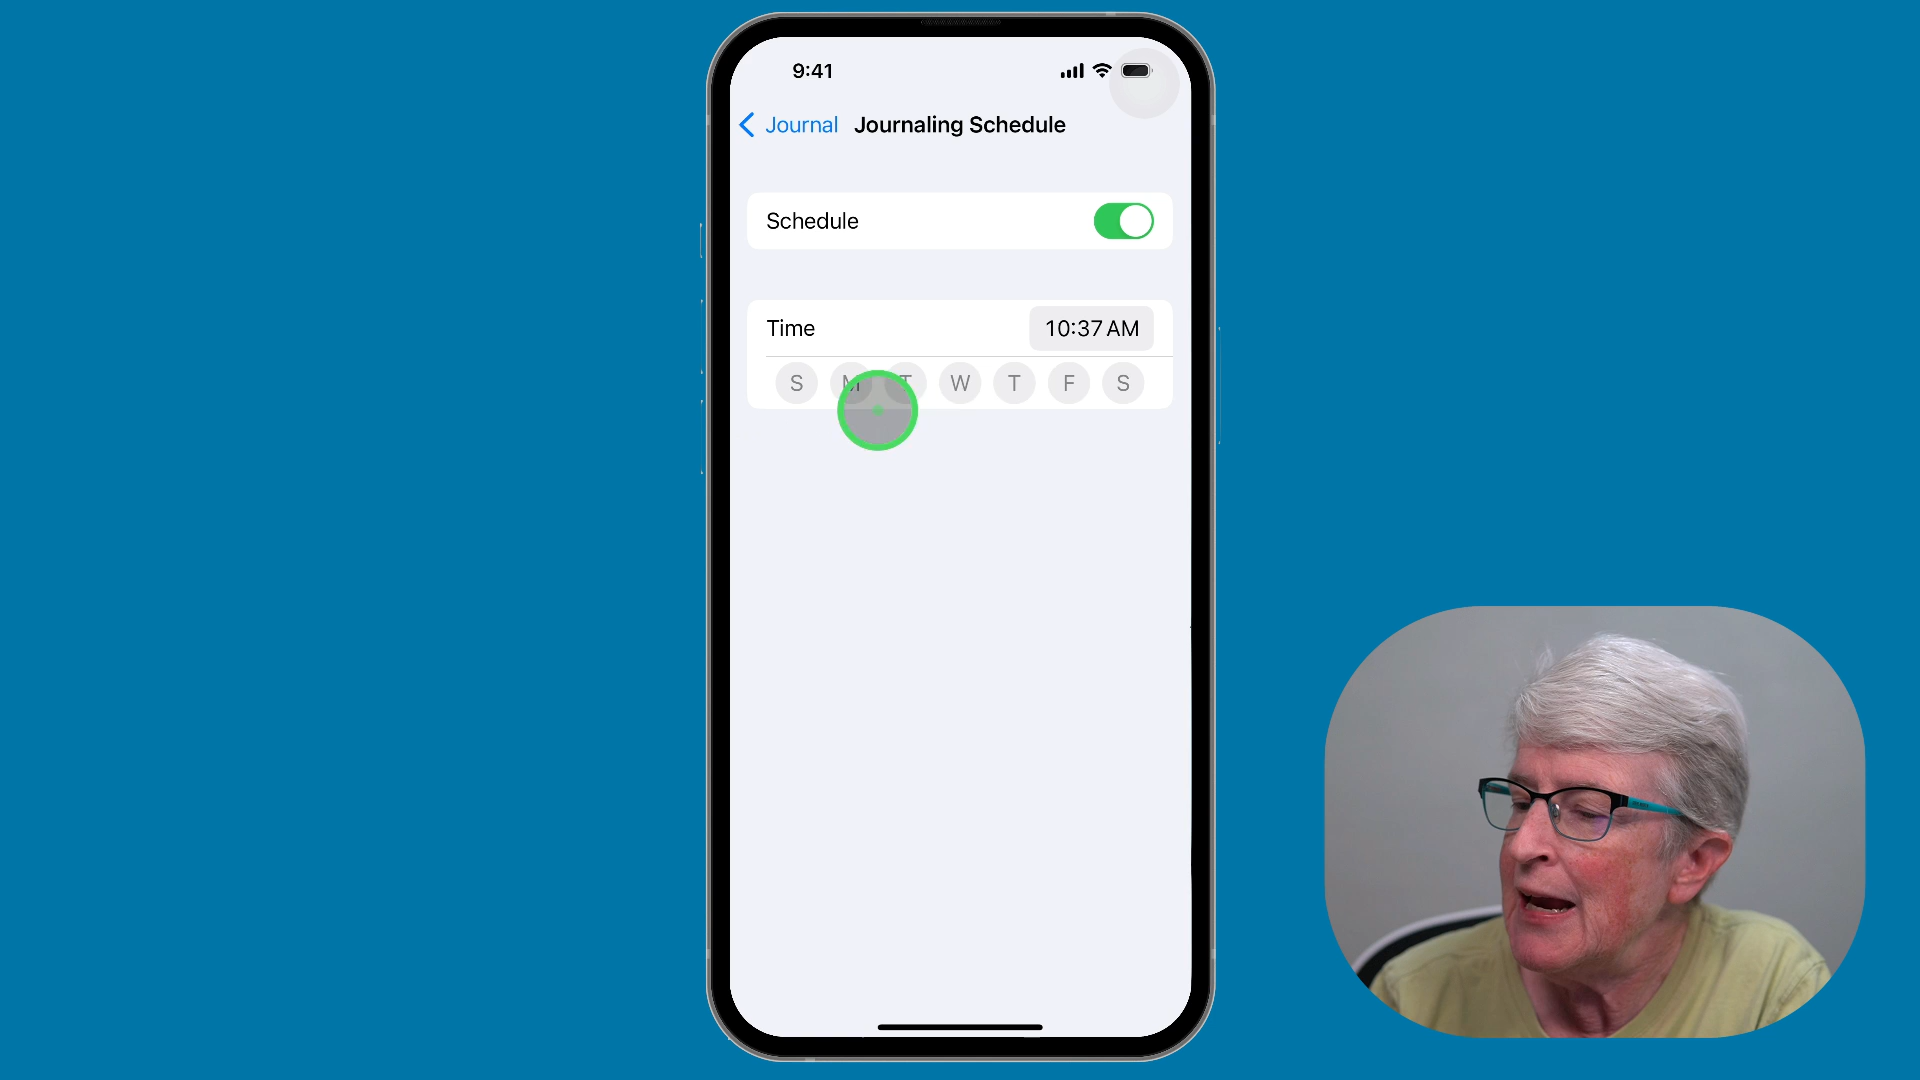 9:41
Journal Journaling Schedule
Schedule
Time 10:37 AM
S M T W T F S